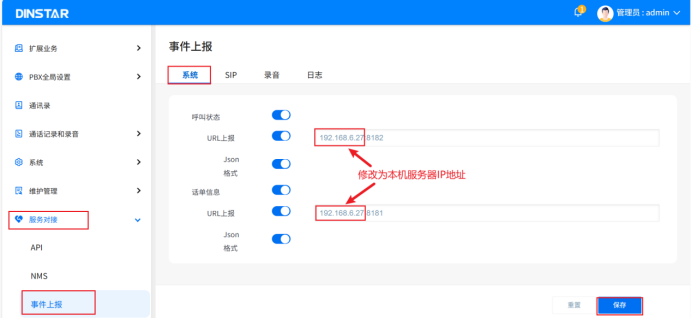 DINSTAR
管理员 : admin
扩展业务
PBX全局设置
通讯录
通话记录和录音
系统
维护管理
服务对接
API
NMS
事件上报
事件上报
系统 SIP 录音 日志
呼叫状态
URL上报 192.168.6.27:8182
Json
格式
修改为本机服务器IP地址
话单信息
URL上报 192.168.6.27:8181
Json
格式
重置 保存